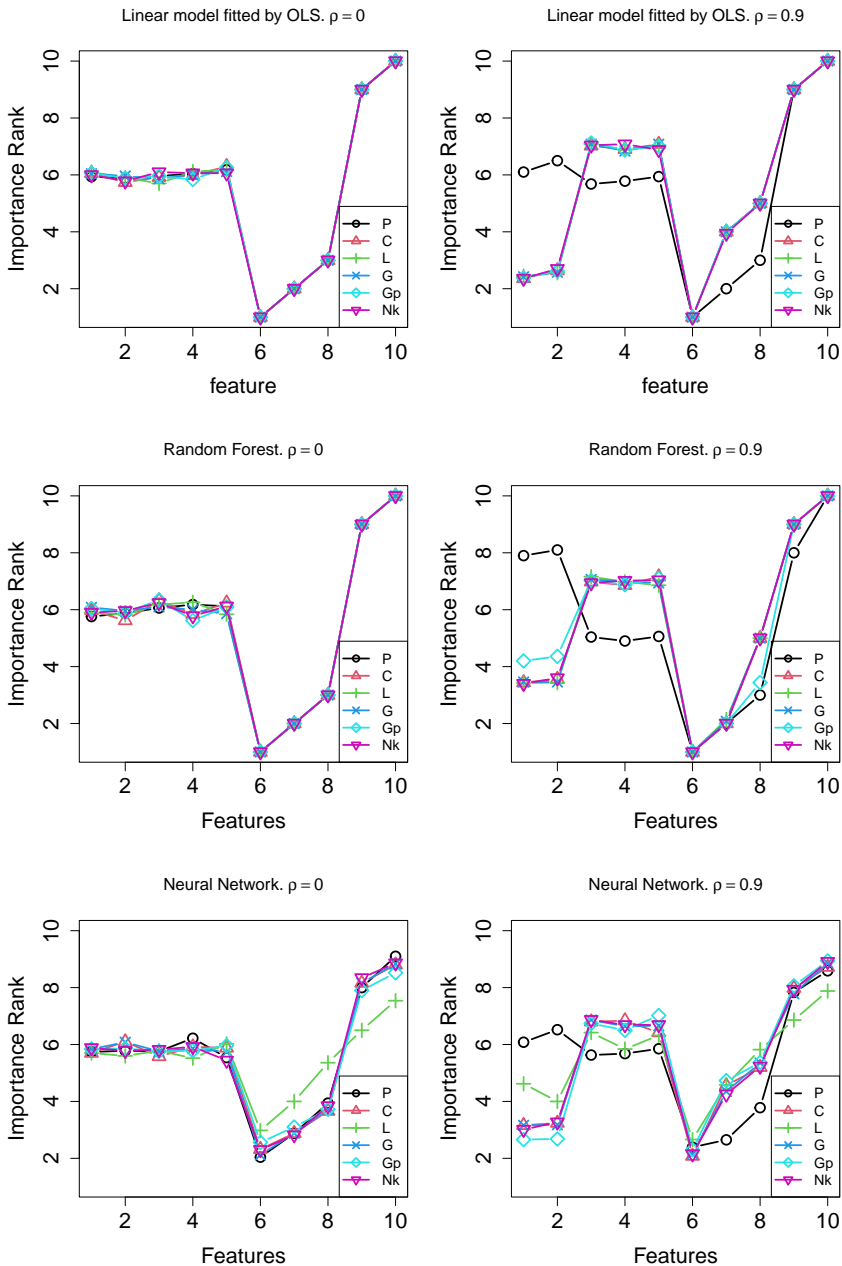 Linear model fitted by OLS. ρ = 0
Importance Rank
10
8
6
4
2
P
C
L
G
Gp
Nk
2 4 6 8 10
feature
Linear model fitted by OLS. ρ = 0.9
Importance Rank
10
8
6
4
2
P
C
L
G
Gp
Nk
2 4 6 8 10
feature
Random Forest. ρ = 0
Importance Rank
10
8
6
4
2
P
C
L
G
Gp
Nk
2 4 6 8 10
Features
Random Forest. ρ = 0.9
Importance Rank
10
8
6
4
2
P
C
L
G
Gp
Nk
2 4 6 8 10
Features
Neural Network. ρ = 0
Importance Rank
10
8
6
4
2
P
C
L
G
Gp
Nk
2 4 6 8 10
Features
Neural Network. ρ = 0.9
Importance Rank
10
8
6
4
2
P
C
L
G
Gp
Nk
2 4 6 8 10
Features